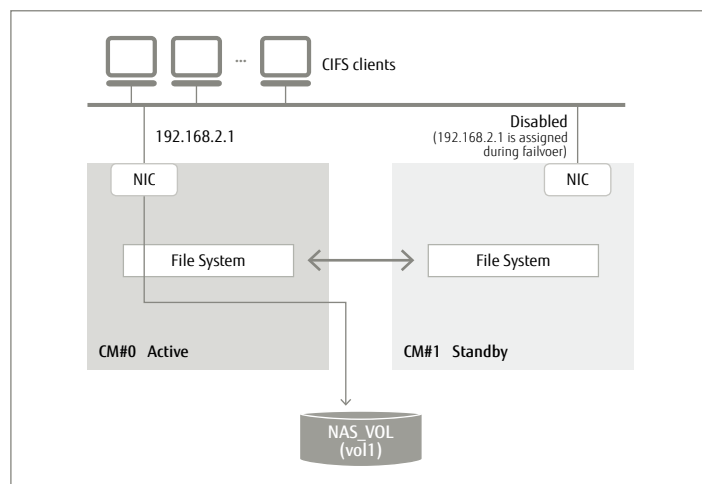 ...
CIFS clients
192.168.2.1
Disabled
(192.168.2.1 is assigned
during failvoer)
NIC
NIC
File System
File System
CM#0 Active
CM#1 Standby
NAS_VOL
(vol1)